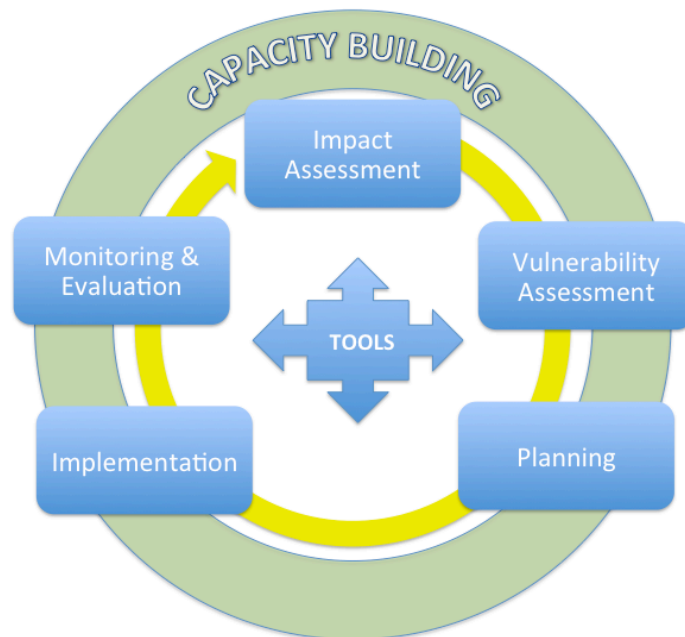 CAPACITY BUILDING
Impact
Assessment
Monitoring &
Evaluation
Vulnerability
Assessment
TOOLS
Implementation
Planning